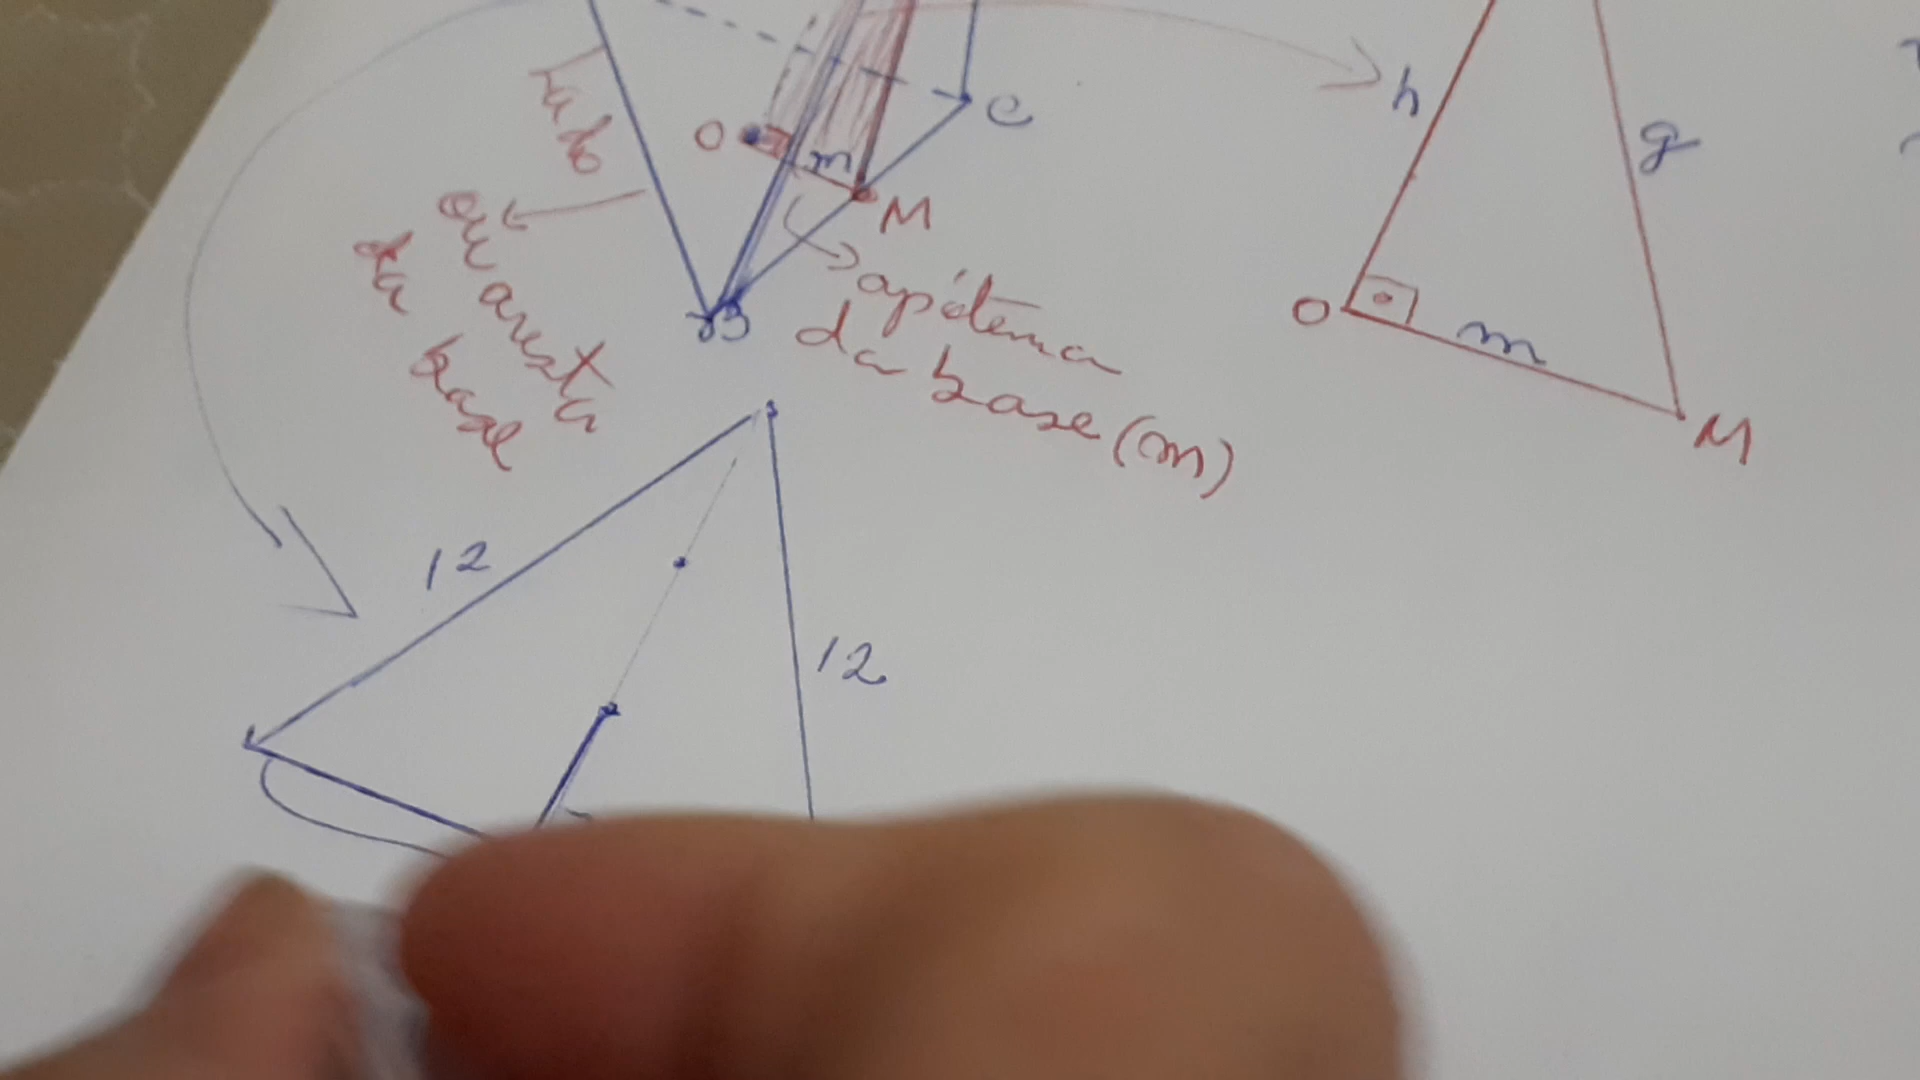 C
h
g
Lado
O
m
M
ou aresta
da base
B
apótema
da base (m)
O
m
M
12
12